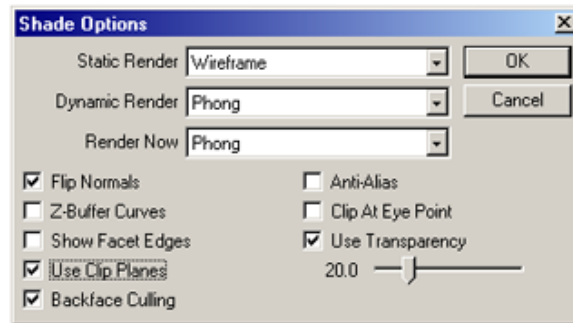 Shade Options
Static Render Wireframe OK
Dynamic Render Phong Cancel
Render Now Phong
Flip Normals Anti-Alias
Z-Buffer Curves Clip At Eye Point
Show Facet Edges Use Transparency
Use Clip Planes 20.0
Backface Culling